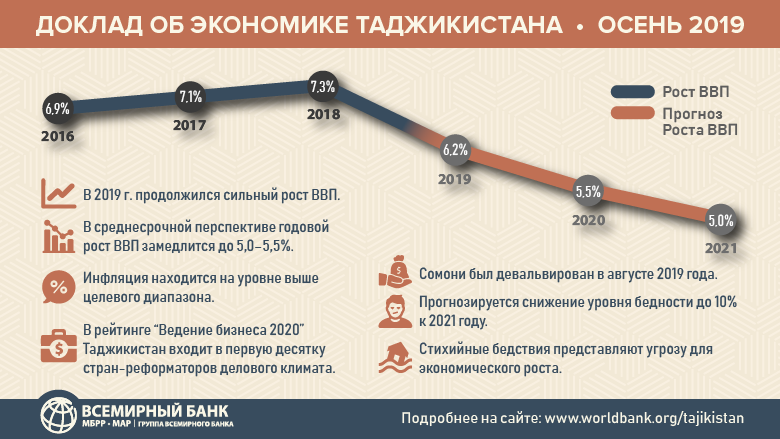 ДОКЛАД ОБ ЭКОНОМИКЕ ТАДЖИКИСТАНА • ОСЕНЬ 2019
6,9%
2016
7.1%
2017
7,3%
2018
6,2%
2019
5,5%
2020
5,0%
2021
Рост ВВП
Прогноз
Роста ВВП
В 2019 г. продолжился сильный рост ВВП.
В среднесрочной перспективе годовой
рост ВВП замедлится до 5,0–5,5%.
%
Инфляция находится на уровне выше
целевого диапазона.
$
В рейтинге “Ведение бизнеса 2020”
Таджикистан входит в первую десятку
стран-реформаторов делового климата.
$
Сомони был девальвирован в августе 2019 года.
Прогнозируется снижение уровня бедности до 10%
к 2021 году.
Стихийные бедствия представляют угрозу для
экономического роста.
ВСЕМИРНЫЙ БАНК
МБРР • МАР | ГРУППА ВСЕМИРНОГО БАНКА
Подробнее на сайте: www.worldbank.org/tajikistan